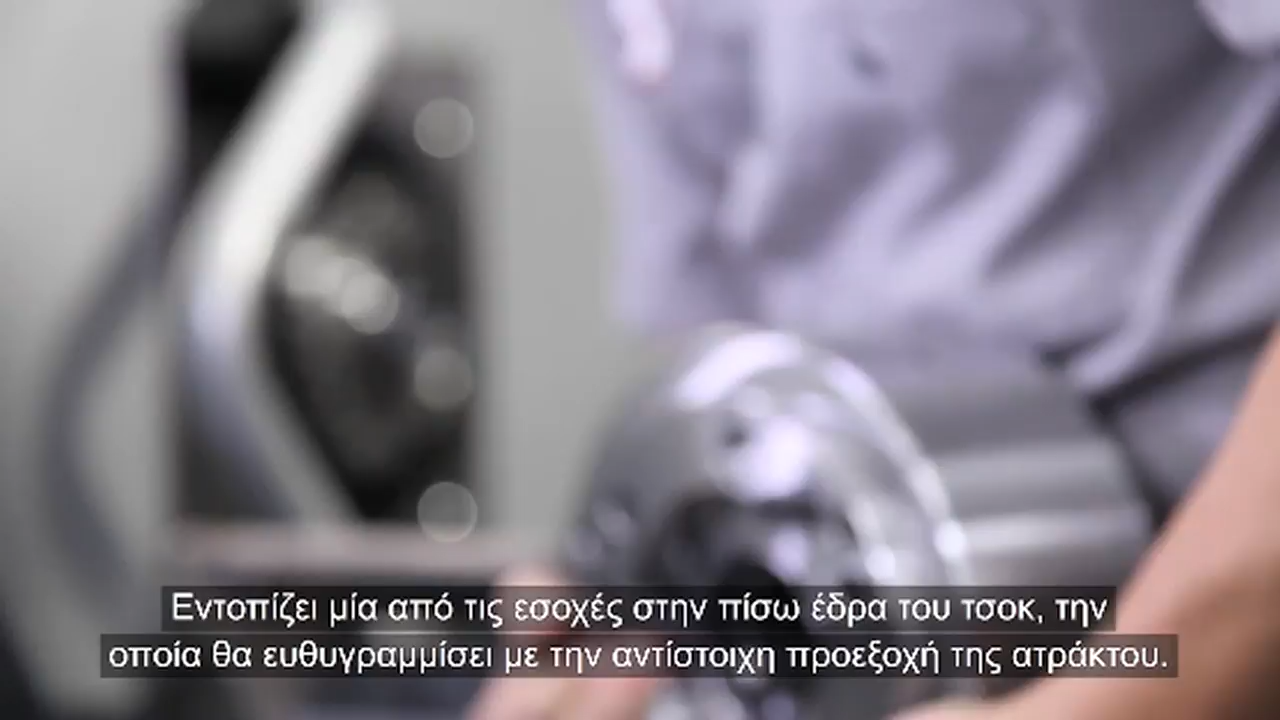 Εντοπίζει μία από τις εσοχές στην πίσω έδρα του τσοκ, την
οποία θα ευθυγραμμίσει με την αντίστοιχη προεξοχή της ατράκτου.